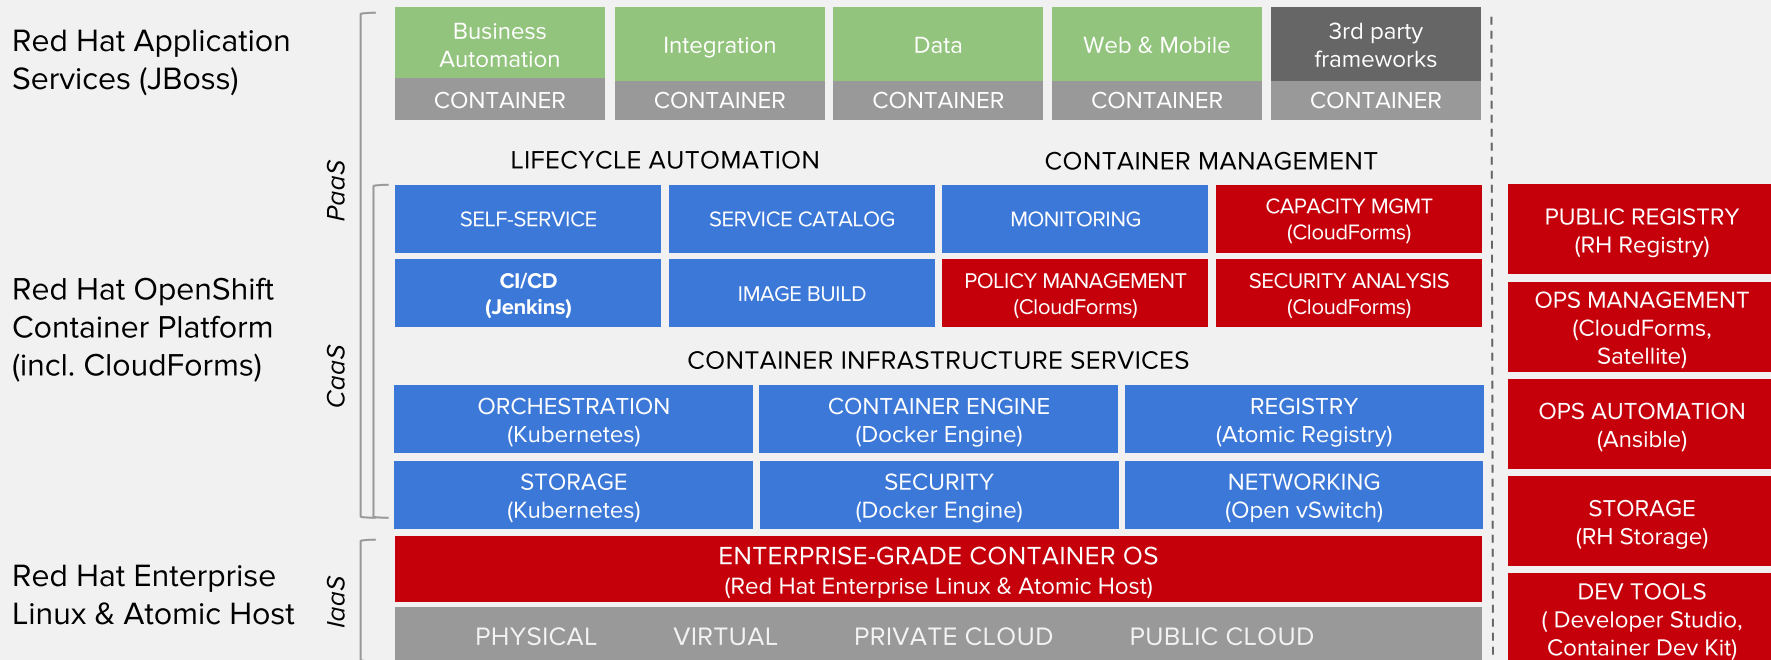 Red Hat Application
Services (JBoss)
Business
Automation
CONTAINER
Integration
CONTAINER
Data
CONTAINER
Web & Mobile
CONTAINER
3rd party
frameworks
CONTAINER
PaaS
LIFECYCLE AUTOMATION
CONTAINER MANAGEMENT
Red Hat OpenShift
Container Platform
(incl. CloudForms)
CaaS
SELF-SERVICE
SERVICE CATALOG
MONITORING
CAPACITY MGMT
(CloudForms)
CI/CD
(Jenkins)
IMAGE BUILD
POLICY MANAGEMENT
(CloudForms)
SECURITY ANALYSIS
(CloudForms)
CONTAINER INFRASTRUCTURE SERVICES
ORCHESTRATION
(Kubernetes)
CONTAINER ENGINE
(Docker Engine)
REGISTRY
(Atomic Registry)
STORAGE
(Kubernetes)
SECURITY
(Docker Engine)
NETWORKING
(Open vSwitch)
Red Hat Enterprise
Linux & Atomic Host
IaaS
ENTERPRISE-GRADE CONTAINER OS
(Red Hat Enterprise Linux & Atomic Host)
PHYSICAL VIRTUAL PRIVATE CLOUD PUBLIC CLOUD
PUBLIC REGISTRY
(RH Registry)
OPS MANAGEMENT
(CloudForms,
Satellite)
OPS AUTOMATION
(Ansible)
STORAGE
(RH Storage)
DEV TOOLS
( Developer Studio,
Container Dev Kit)